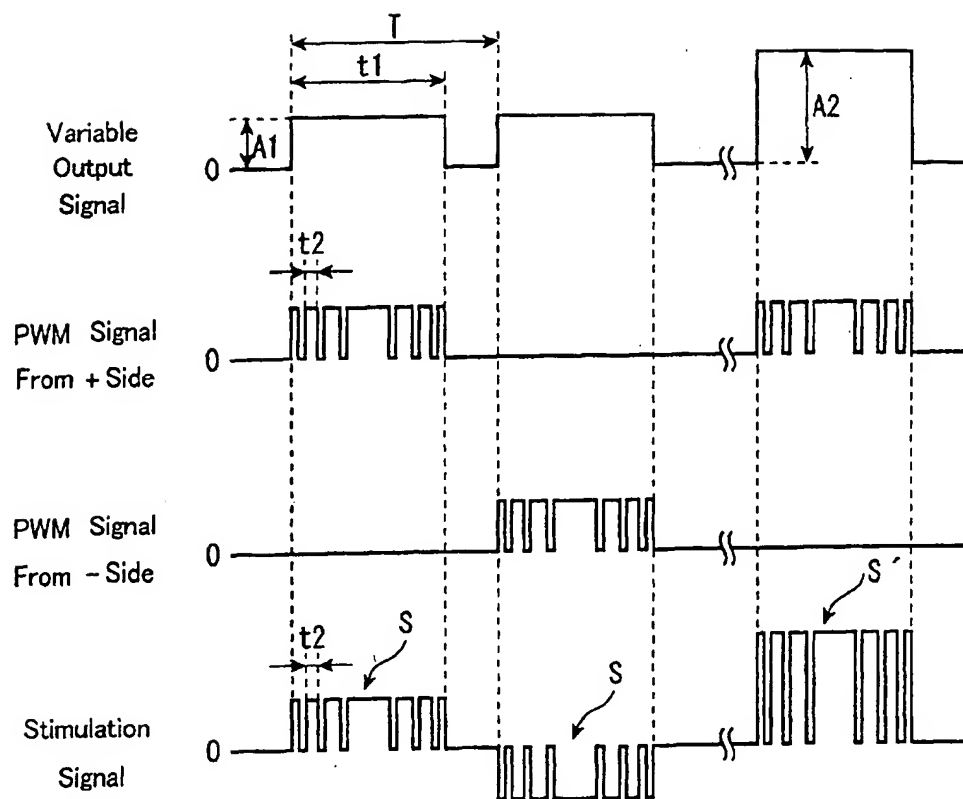 T
t1
Variable
Output
Signal
A1
A2
0
t2
PWM Signal
From + Side
0
PWM Signal
From - Side
0
S´
t2
S
S
Stimulation
Signal
0